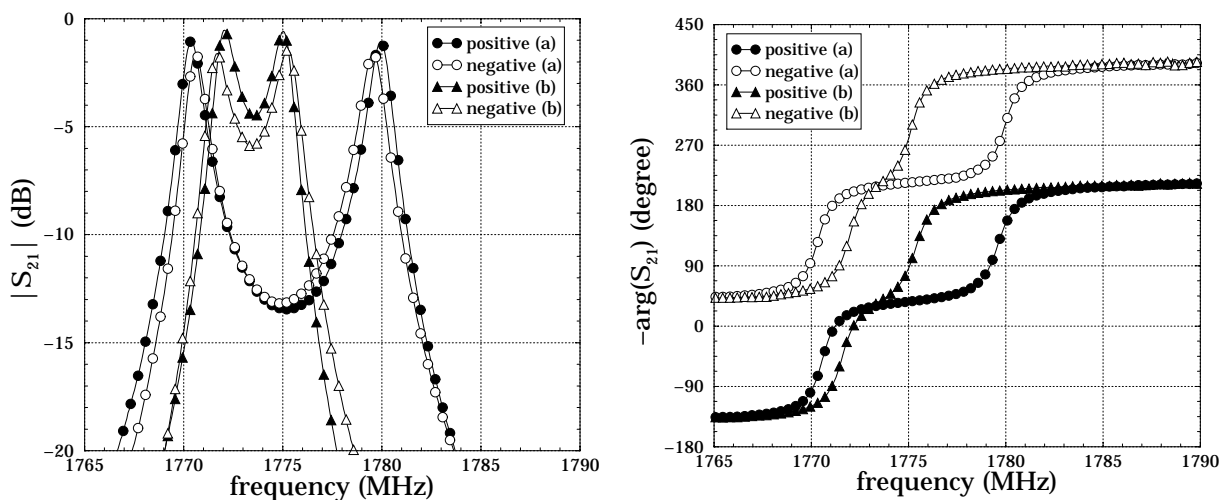 0
−5
−10
−15
−20
|S21| (dB)
positive (a)
negative (a)
positive (b)
negative (b)
1765 1770 1775 1780 1785 1790
frequency (MHz)
450
360
270
180
90
0
−90
−180
−arg(S21) (degree)
positive (a)
negative (a)
positive (b)
negative (b)
1765 1770 1775 1780 1785 1790
frequency (MHz)